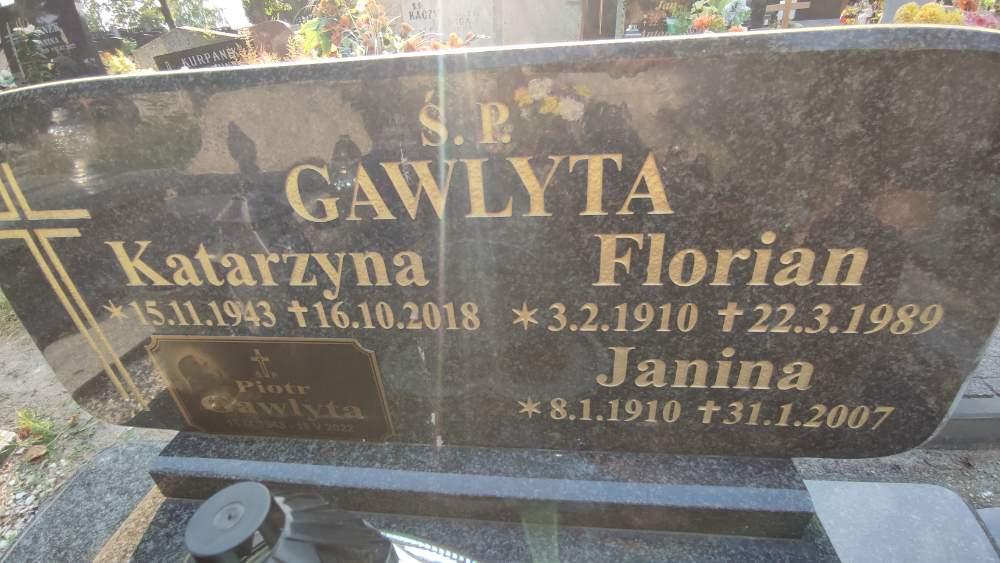 KURPAN
Ś. P.
GAWLYTA
Katarzyna
* 15.11.1943 ✝ 16.10.2018
Florian
* 3.2.1910 ✝ 22.3.1989
Janina
* 8.1.1910 ✝ 31.1.2007
Piotr
Gawlyta